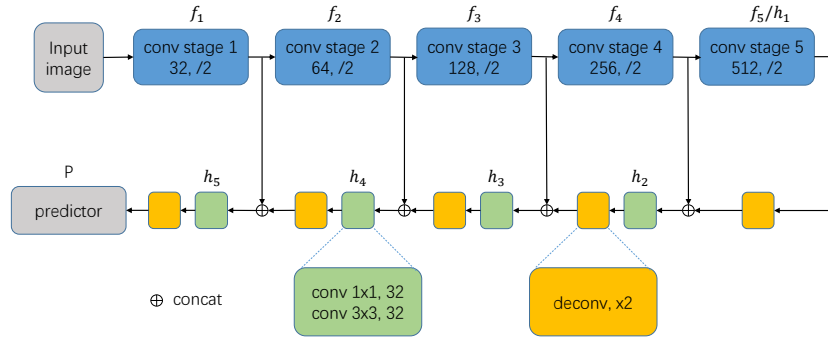 f₁
f₂
f₃
f₄
f₅/h₁
Input
image
conv stage 1
32, /2
conv stage 2
64, /2
conv stage 3
128, /2
conv stage 4
256, /2
conv stage 5
512, /2
P
h₅
h₄
h₃
h₂
predictor
⊕ concat
conv 1x1, 32
conv 3x3, 32
deconv, x2